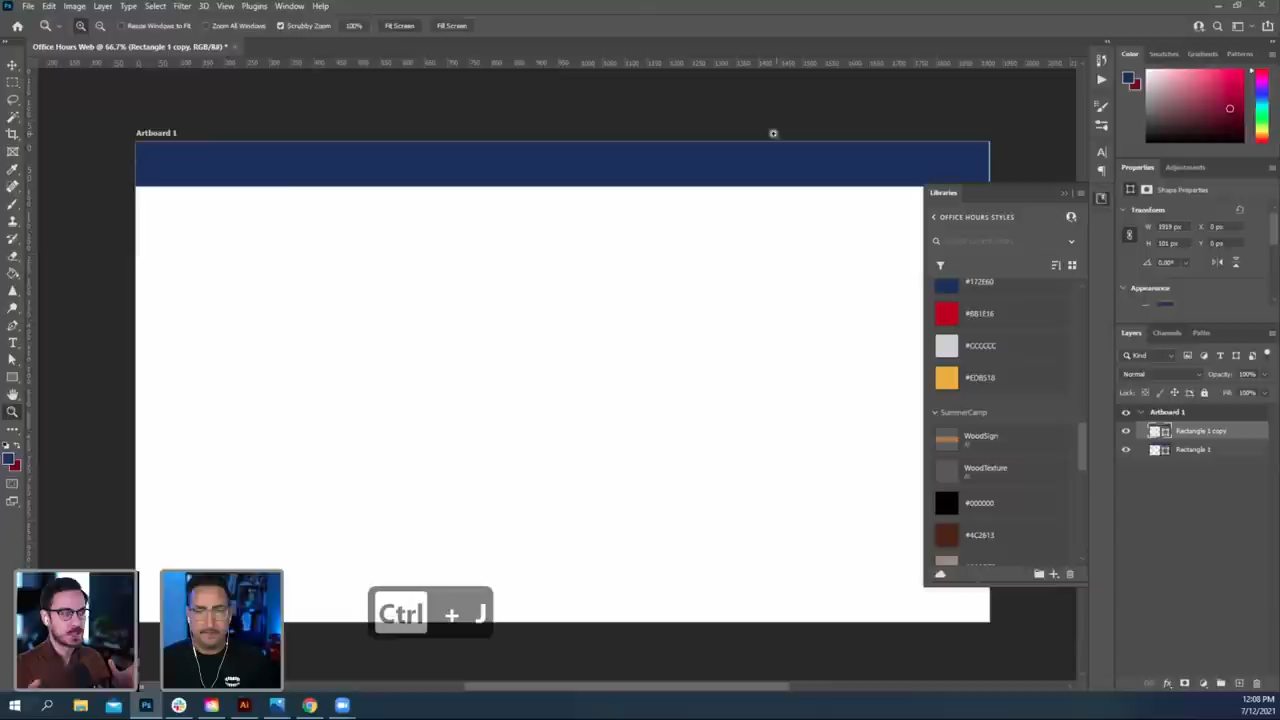 File Edit Image Layer Type Select Filter 3D View Plugins Window Help
Resize Windows to Fit Zoom All Windows Scrubby Zoom 100% Fit Screen Fill Screen
Office Hours Web @ 66.7% (Rectangle 1 copy, RGB/8#) *
Color Swatches Gradients Patterns
Artboard 1
Properties Adjustments
Shape Properties
Transform
W 1919 px X 0 px
H 101 px Y 0 px
0.00°
Appearance
Libraries
OFFICE HOURS STYLES
#172E60
#BB1E16
#CCCCCC
#EDB518
SummerCamp
WoodSign
Ai
WoodTexture
Ai
#000000
#4C2613
Layers Channels Paths
Kind
Normal Opacity: 100%
Lock: Fill: 100%
Artboard 1
Rectangle 1 copy
Rectangle 1
Ctrl + J
12:08 PM
7/12/2021